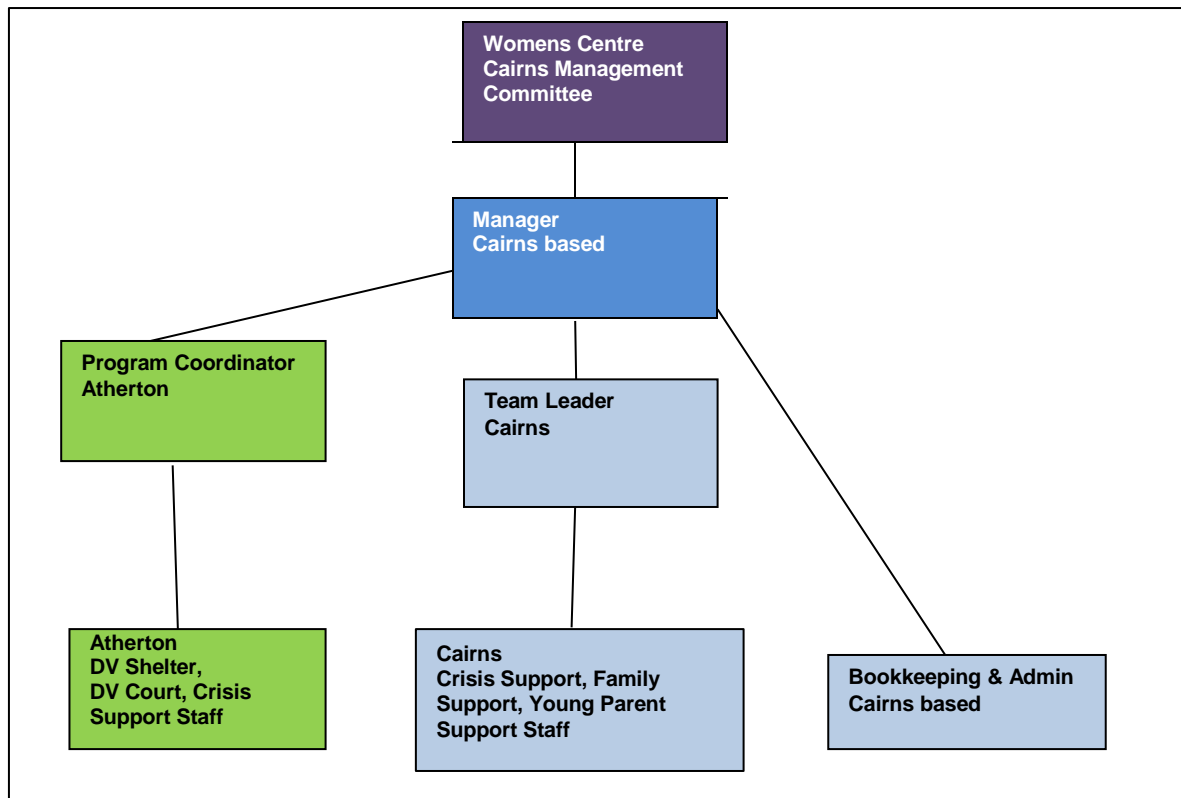 Womens Centre
Cairns Management
Committee
Manager
Cairns based
Program Coordinator
Atherton
Team Leader
Cairns
Atherton
DV Shelter,
DV Court, Crisis
Support Staff
Cairns
Crisis Support, Family
Support, Young Parent
Support Staff
Bookkeeping & Admin
Cairns based